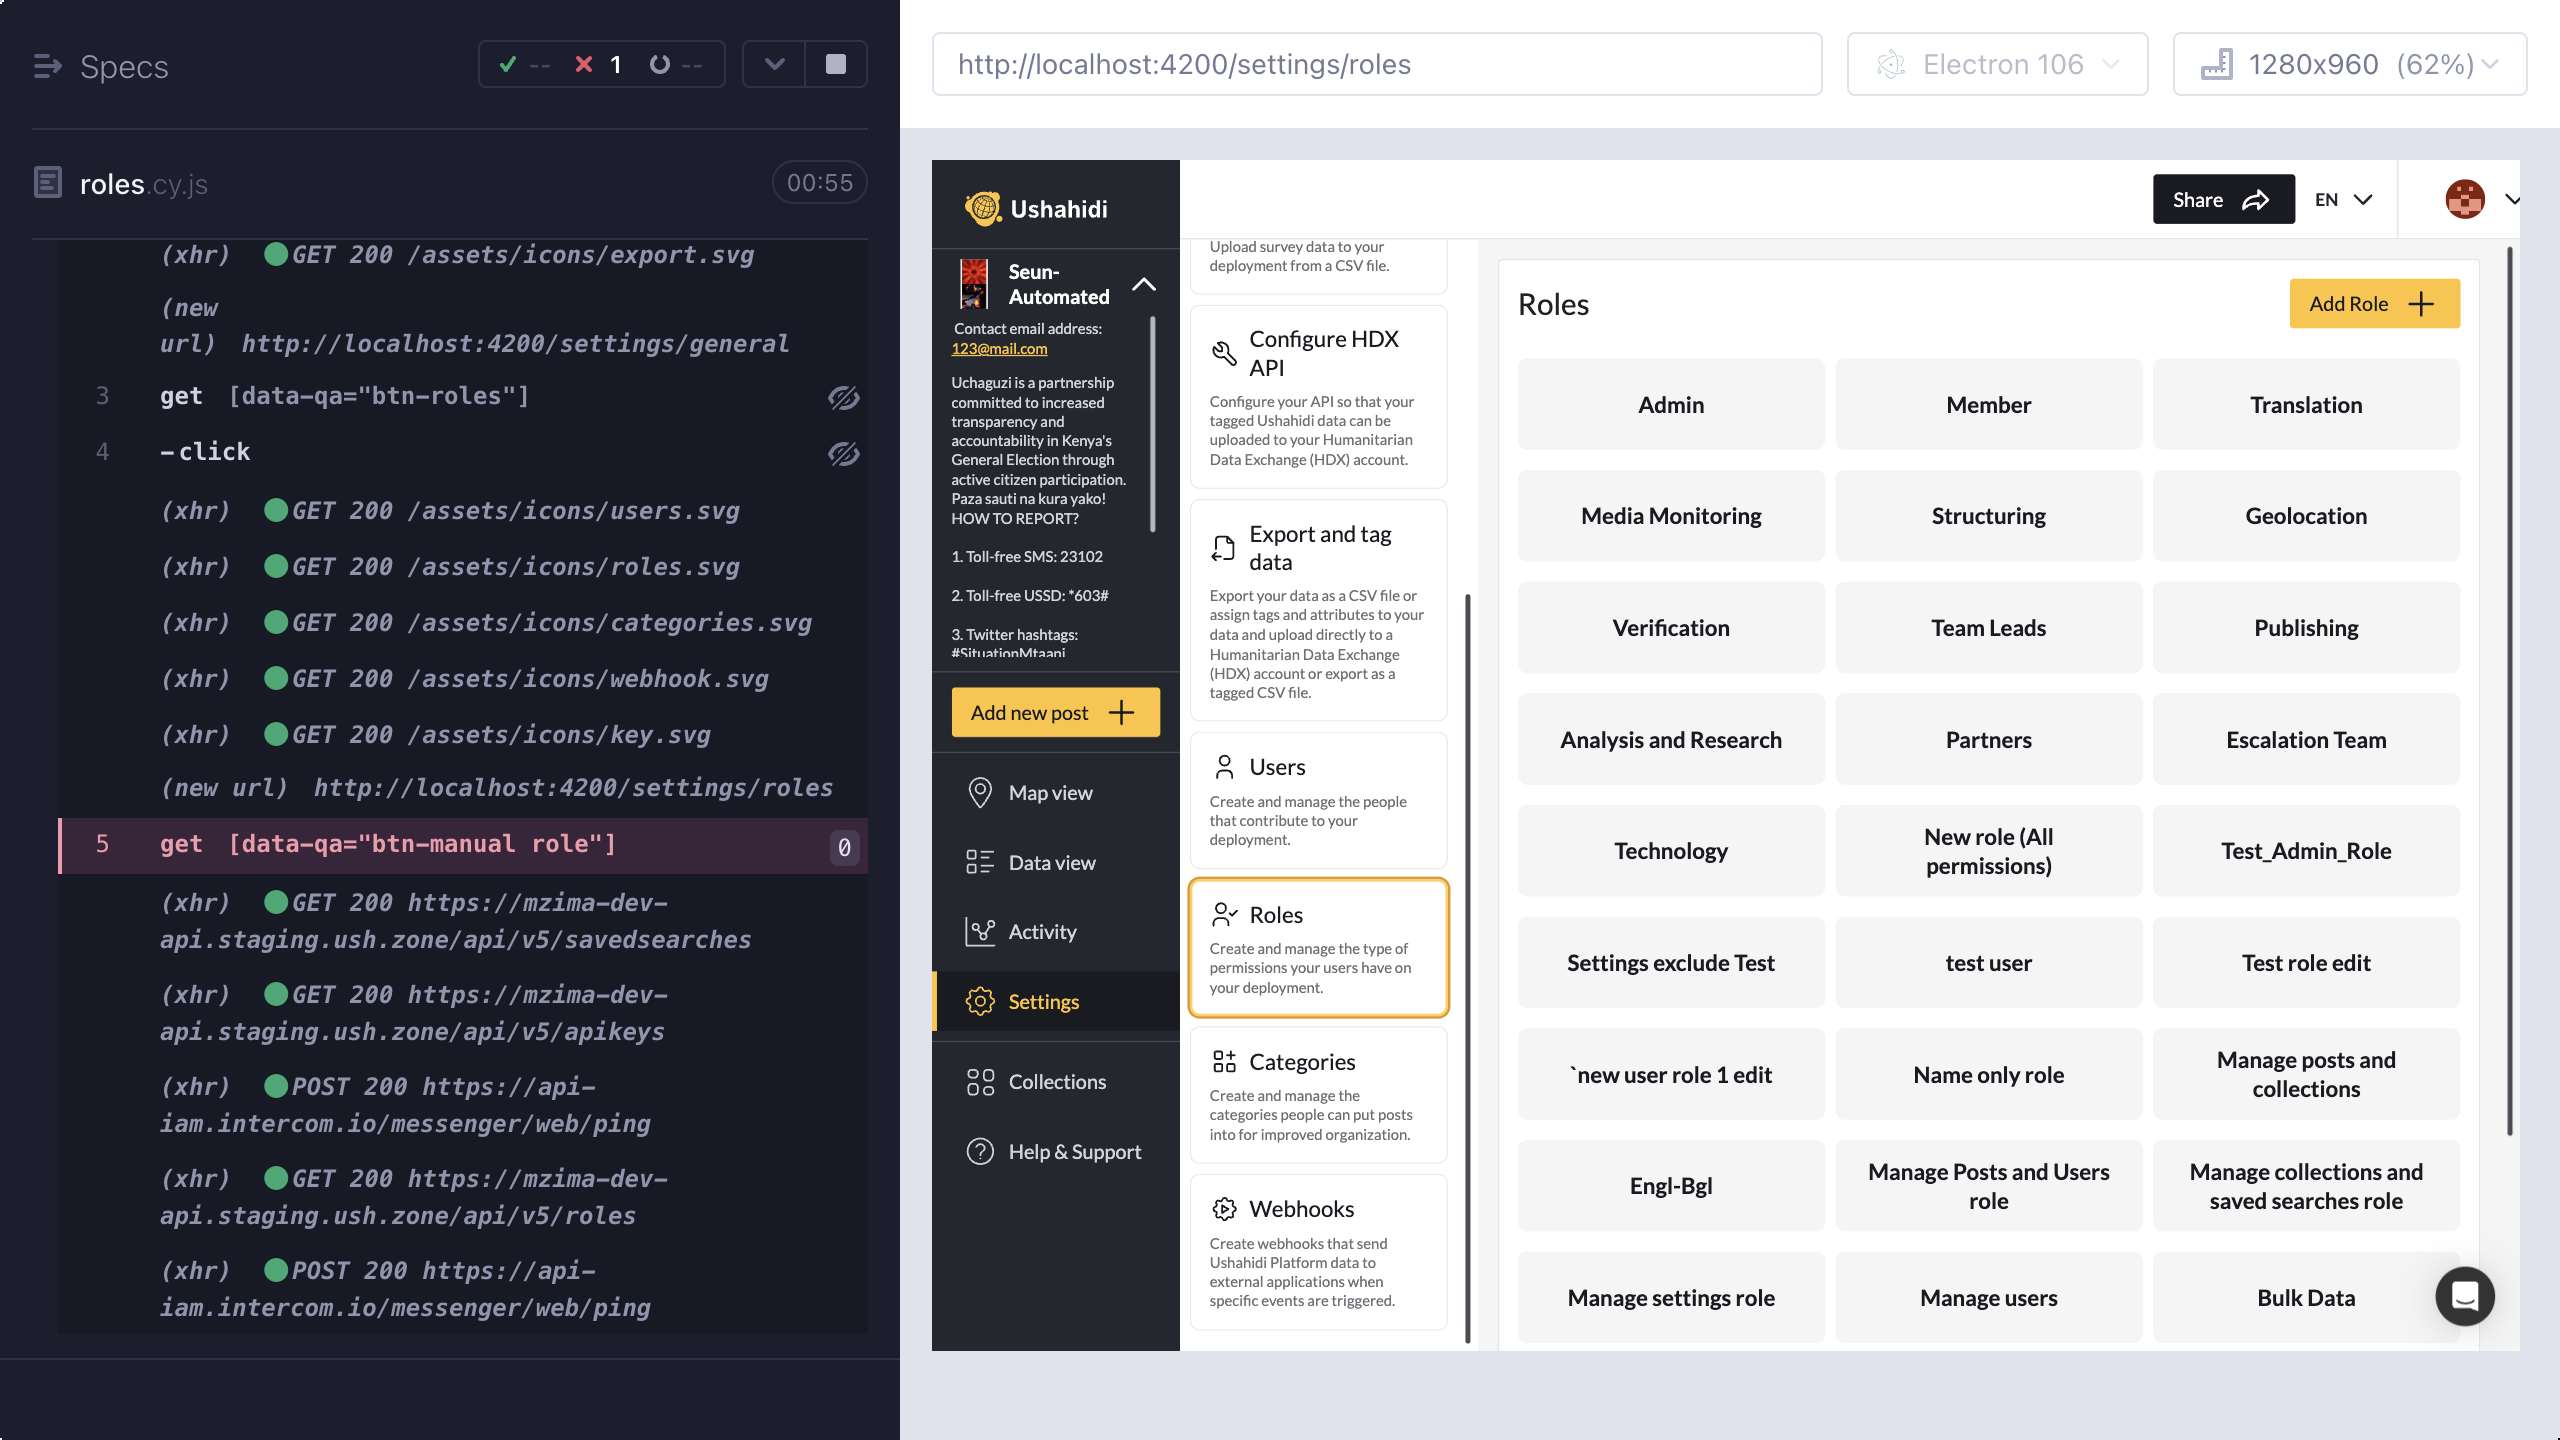 Specs
-- 1 --
roles.cy.js
00:55
(xhr) GET 200 /assets/icons/export.svg
(new
url) http://localhost:4200/settings/general
3 get [data-qa="btn-roles"]
4 -click
(xhr) GET 200 /assets/icons/users.svg
(xhr) GET 200 /assets/icons/roles.svg
(xhr) GET 200 /assets/icons/categories.svg
(xhr) GET 200 /assets/icons/webhook.svg
(xhr) GET 200 /assets/icons/key.svg
(new url) http://localhost:4200/settings/roles
5 get [data-qa="btn-manual role"] 0
(xhr) GET 200 https://mzima-dev-
api.staging.ush.zone/api/v5/savedsearches
(xhr) GET 200 https://mzima-dev-
api.staging.ush.zone/api/v5/apikeys
(xhr) POST 200 https://api-
iam.intercom.io/messenger/web/ping
(xhr) GET 200 https://mzima-dev-
api.staging.ush.zone/api/v5/roles
(xhr) POST 200 https://api-
iam.intercom.io/messenger/web/ping
http://localhost:4200/settings/roles
Electron 106
1280x960 (62%)
Ushahidi
Seun-
Automated
Contact email address:
123@mail.com
Uchaguzi is a partnership
committed to increased
transparency and
accountability in Kenya's
General Election through
active citizen participation.
Paza sauti na kura yako!
HOW TO REPORT?
1. Toll-free SMS: 23102
2. Toll-free USSD: *603#
3. Twitter hashtags:
#SituationMtaani
Add new post
Map view
Data view
Activity
Settings
Collections
Help & Support
Share
EN
Upload survey data to your
deployment from a CSV file.
Configure HDX
API
Configure your API so that your
tagged Ushahidi data can be
uploaded to your Humanitarian
Data Exchange (HDX) account.
Export and tag
data
Export your data as a CSV file or
assign tags and attributes to your
data and upload directly to a
Humanitarian Data Exchange
(HDX) account or export as a
tagged CSV file.
Users
Create and manage the people
that contribute to your
deployment.
Roles
Create and manage the type of
permissions your users have on
your deployment.
Categories
Create and manage the
categories people can put posts
into for improved organization.
Webhooks
Create webhooks that send
Ushahidi Platform data to
external applications when
specific events are triggered.
Roles
Add Role
Admin
Member
Translation
Media Monitoring
Structuring
Geolocation
Verification
Team Leads
Publishing
Analysis and Research
Partners
Escalation Team
Technology
New role (All
permissions)
Test_Admin_Role
Settings exclude Test
test user
Test role edit
`new user role 1 edit
Name only role
Manage posts and
collections
Engl-Bgl
Manage Posts and Users
role
Manage collections and
saved searches role
Manage settings role
Manage users
Bulk Data